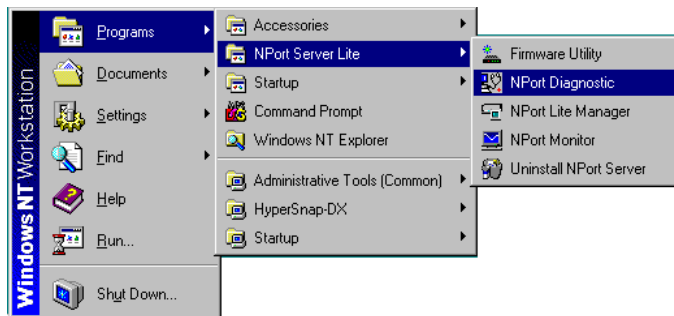 Windows NT Workstation
Programs
Documents
Settings
Find
Help
Run...
Shut Down...
Accessories
NPort Server Lite
Startup
Command Prompt
Windows NT Explorer
Administrative Tools (Common)
HyperSnap-DX
Startup
Firmware Utility
NPort Diagnostic
NPort Lite Manager
NPort Monitor
Uninstall NPort Server